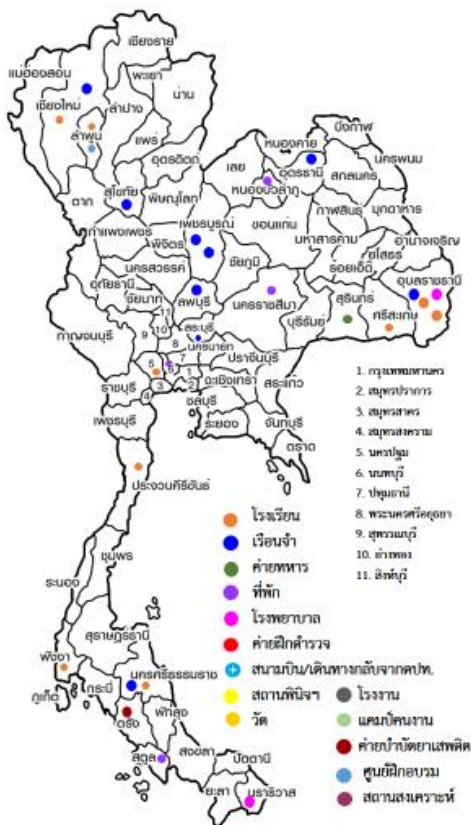 เชียงราย
แม่ฮ่องสอน
พะเยา
น่าน
เชียงใหม่
ลำปาง
ลำพูน
แพร่
อุตรดิตถ์
บึงกาฬ
หนองคาย
เลย
อุดรธานี
นครพนม
สกลนคร
หนองบัวลำภู
ตาก
สุโขทัย
พิษณุโลก
กำแพงเพชร
พิจิตร
เพชรบูรณ์
ขอนแก่น
กาฬสินธุ์
มุกดาหาร
มหาสารคาม
อำนาจเจริญ
ยโสธร
ร้อยเอ็ด
นครสวรรค์
ชัยภูมิ
อุทัยธานี
ชัยนาท
ลพบุรี
นครราชสีมา
บุรีรัมย์
สุรินทร์
ศรีสะเกษ
อุบลราชธานี
กาญจนบุรี
11
10
9
8
สระบุรี
นครนายก
7
6
5
1
2
3
4
ปราจีนบุรี
ฉะเชิงเทรา
สระแก้ว
ราชบุรี
ชลบุรี
เพชรบุรี
ระยอง
จันทบุรี
ตราด
ประจวบคีรีขันธ์
1. กรุงเทพมหานคร
2. สมุทรปราการ
3. สมุทรสาคร
4. สมุทรสงคราม
5. นครปฐม
6. นนทบุรี
7. ปทุมธานี
8. พระนครศรีอยุธยา
9. สุพรรณบุรี
10. อ่างทอง
11. สิงห์บุรี
ชุมพร
ระนอง
สุราษฎร์ธานี
พังงา
ภูเก็ต
กระบี่
นครศรีธรรมราช
ตรัง
พัทลุง
สตูล
สงขลา
ปัตตานี
ยะลา
นราธิวาส
โรงเรียน
เรือนจำ
ค่ายทหาร
ที่พัก
โรงพยาบาล
ค่ายฝึกตำรวจ
สนามบิน/เดินทางกลับจากตปท.
สถานพินิจฯ
วัด
โรงงาน
แคมป์คนงาน
ค่ายบำบัดยาเสพติด
ศูนย์ฝึกอบรม
สถานสงเคราะห์